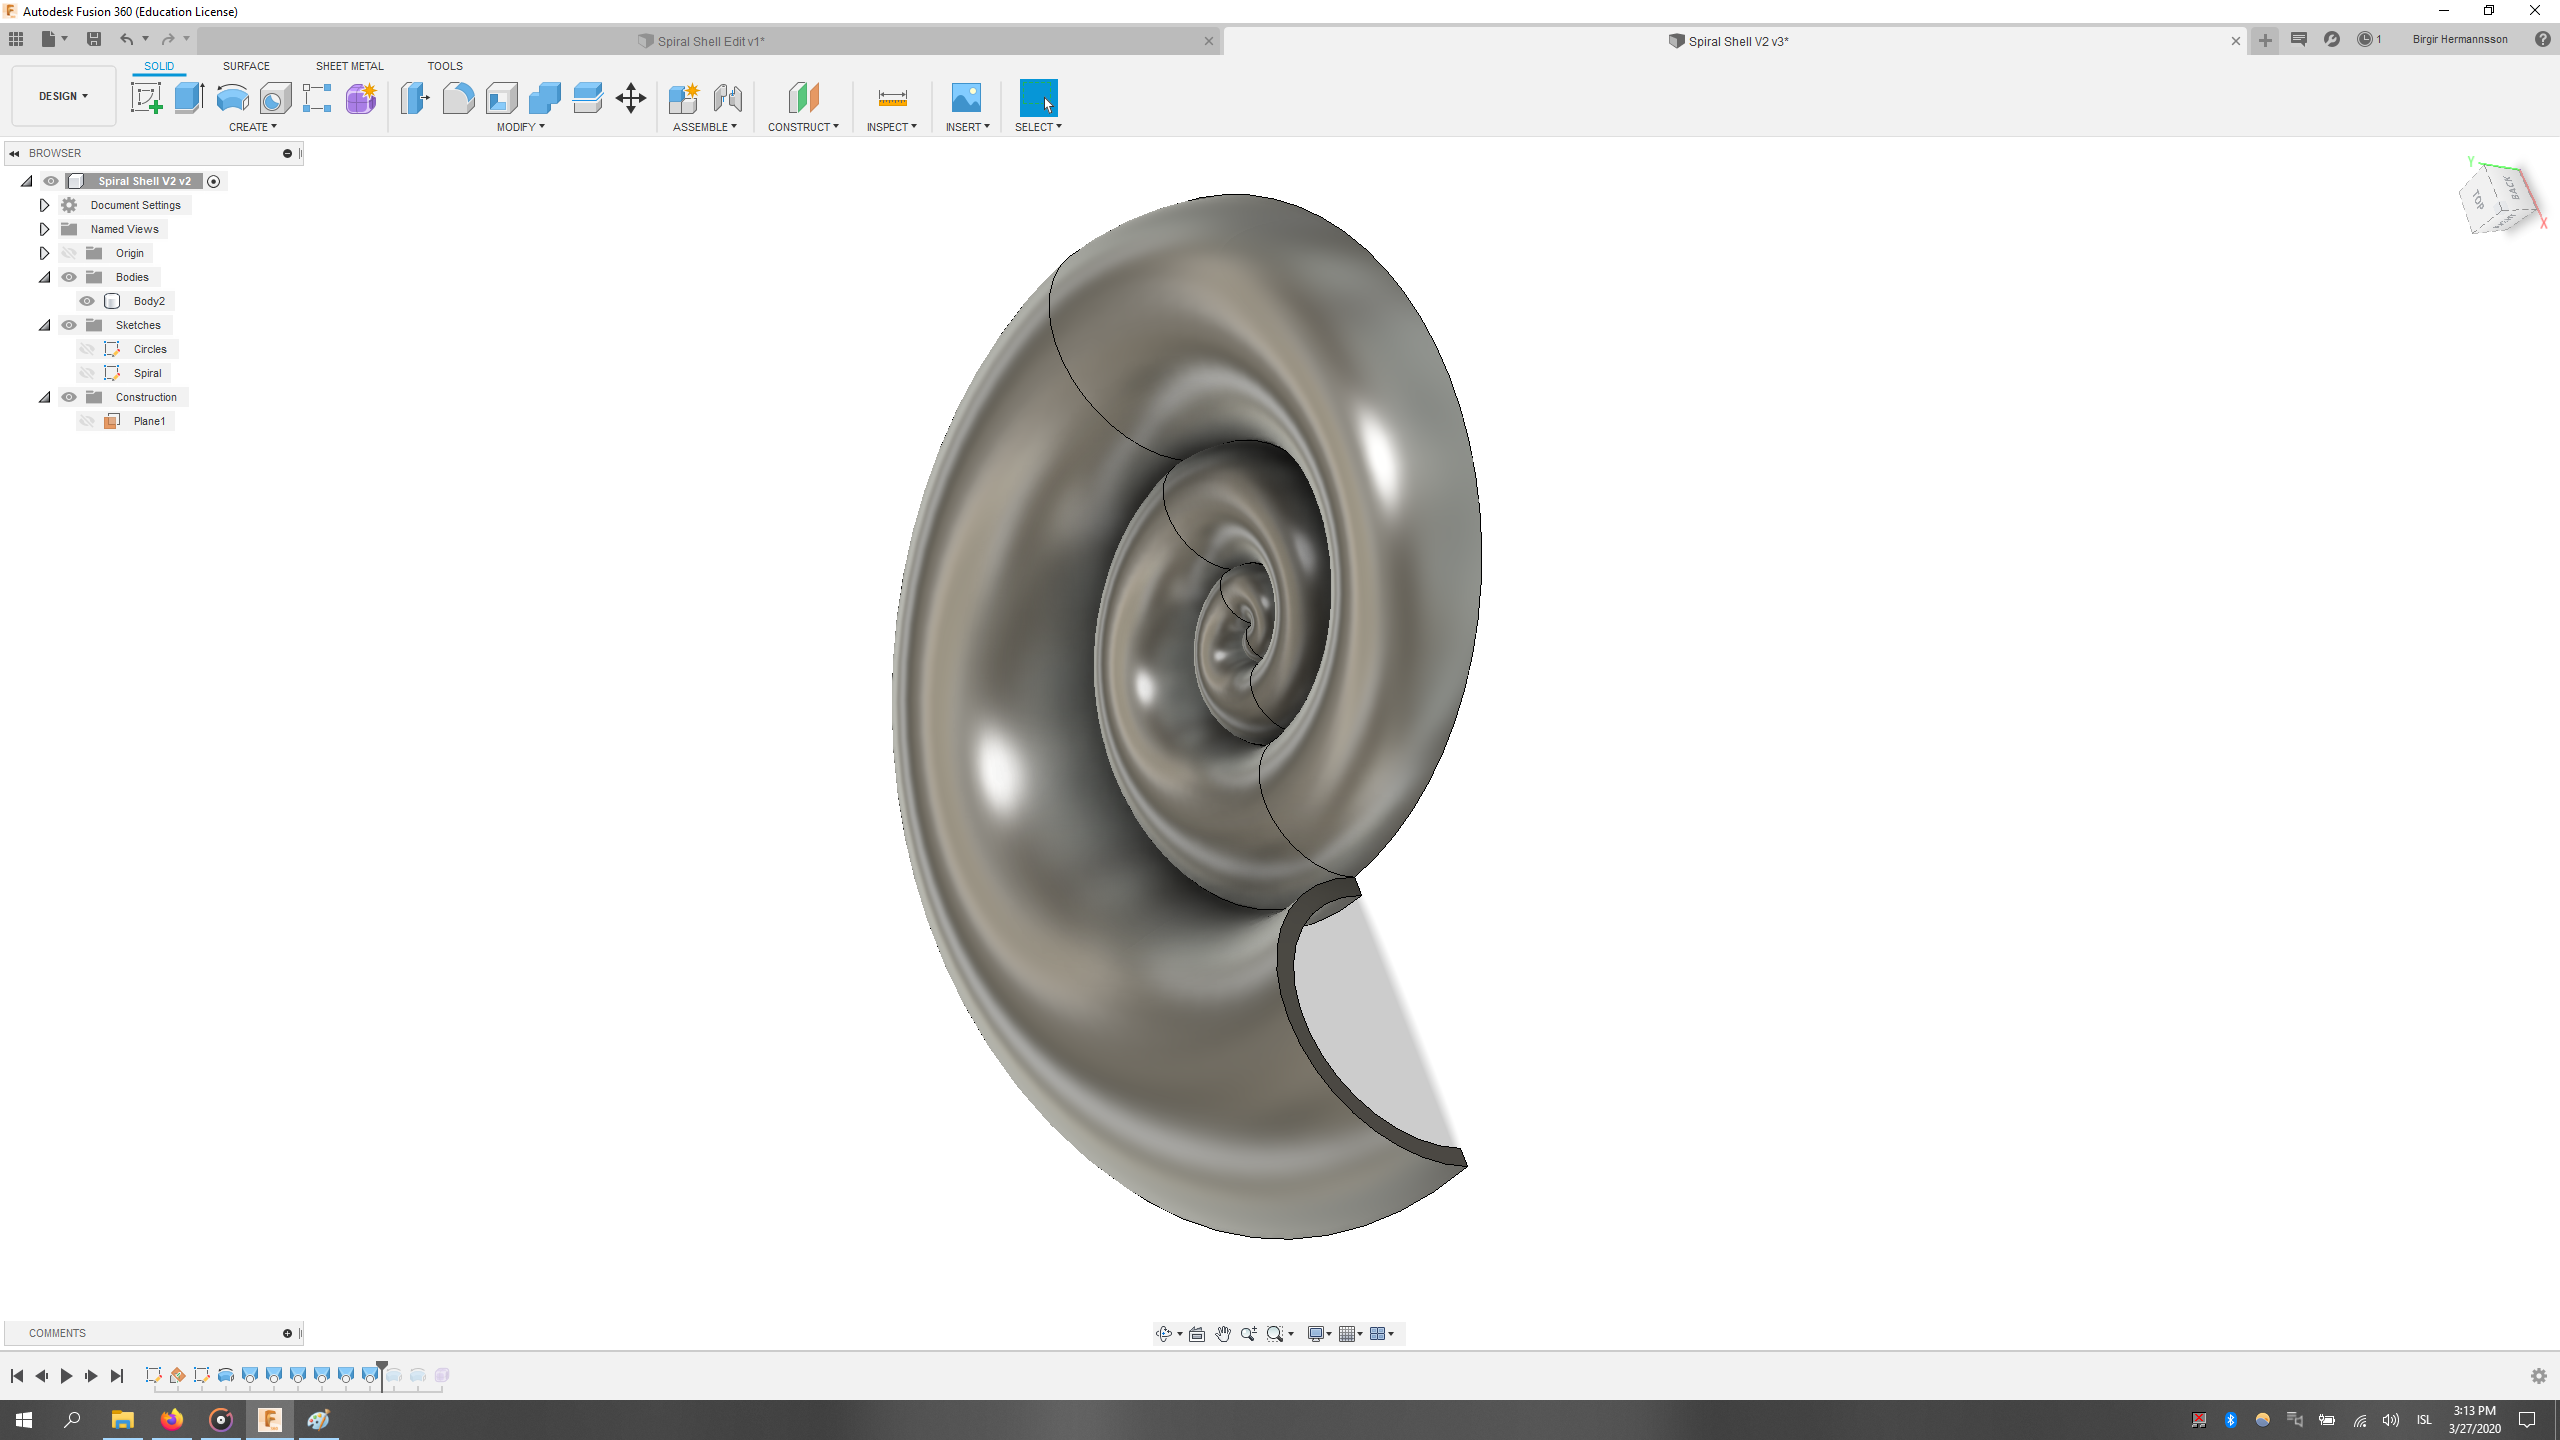 Autodesk Fusion 360 (Education License)
Spiral Shell Edit v1*
Spiral Shell V2 v3*
1
Birgir Hermannsson
DESIGN
SOLID
SURFACE
SHEET METAL
TOOLS
CREATE
MODIFY
ASSEMBLE
CONSTRUCT
INSPECT
INSERT
SELECT
BROWSER
Spiral Shell V2 v2
Document Settings
Named Views
Origin
Bodies
Body2
Sketches
Circles
Spiral
Construction
Plane1
Y
TOP
BACK
X
COMMENTS
ISL
3:13 PM
3/27/2020